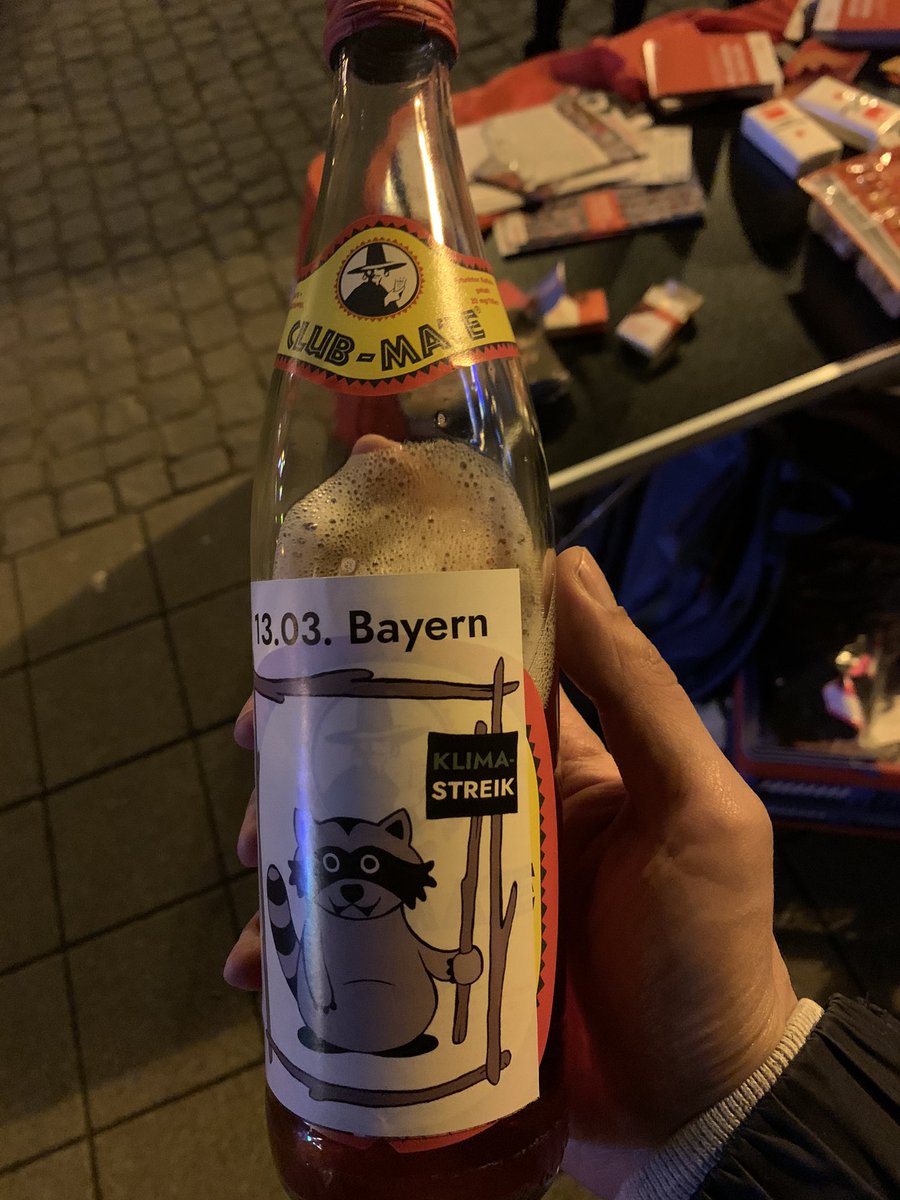 CLUB-MATE
13.03. Bayern
KLIMA-
STREIK